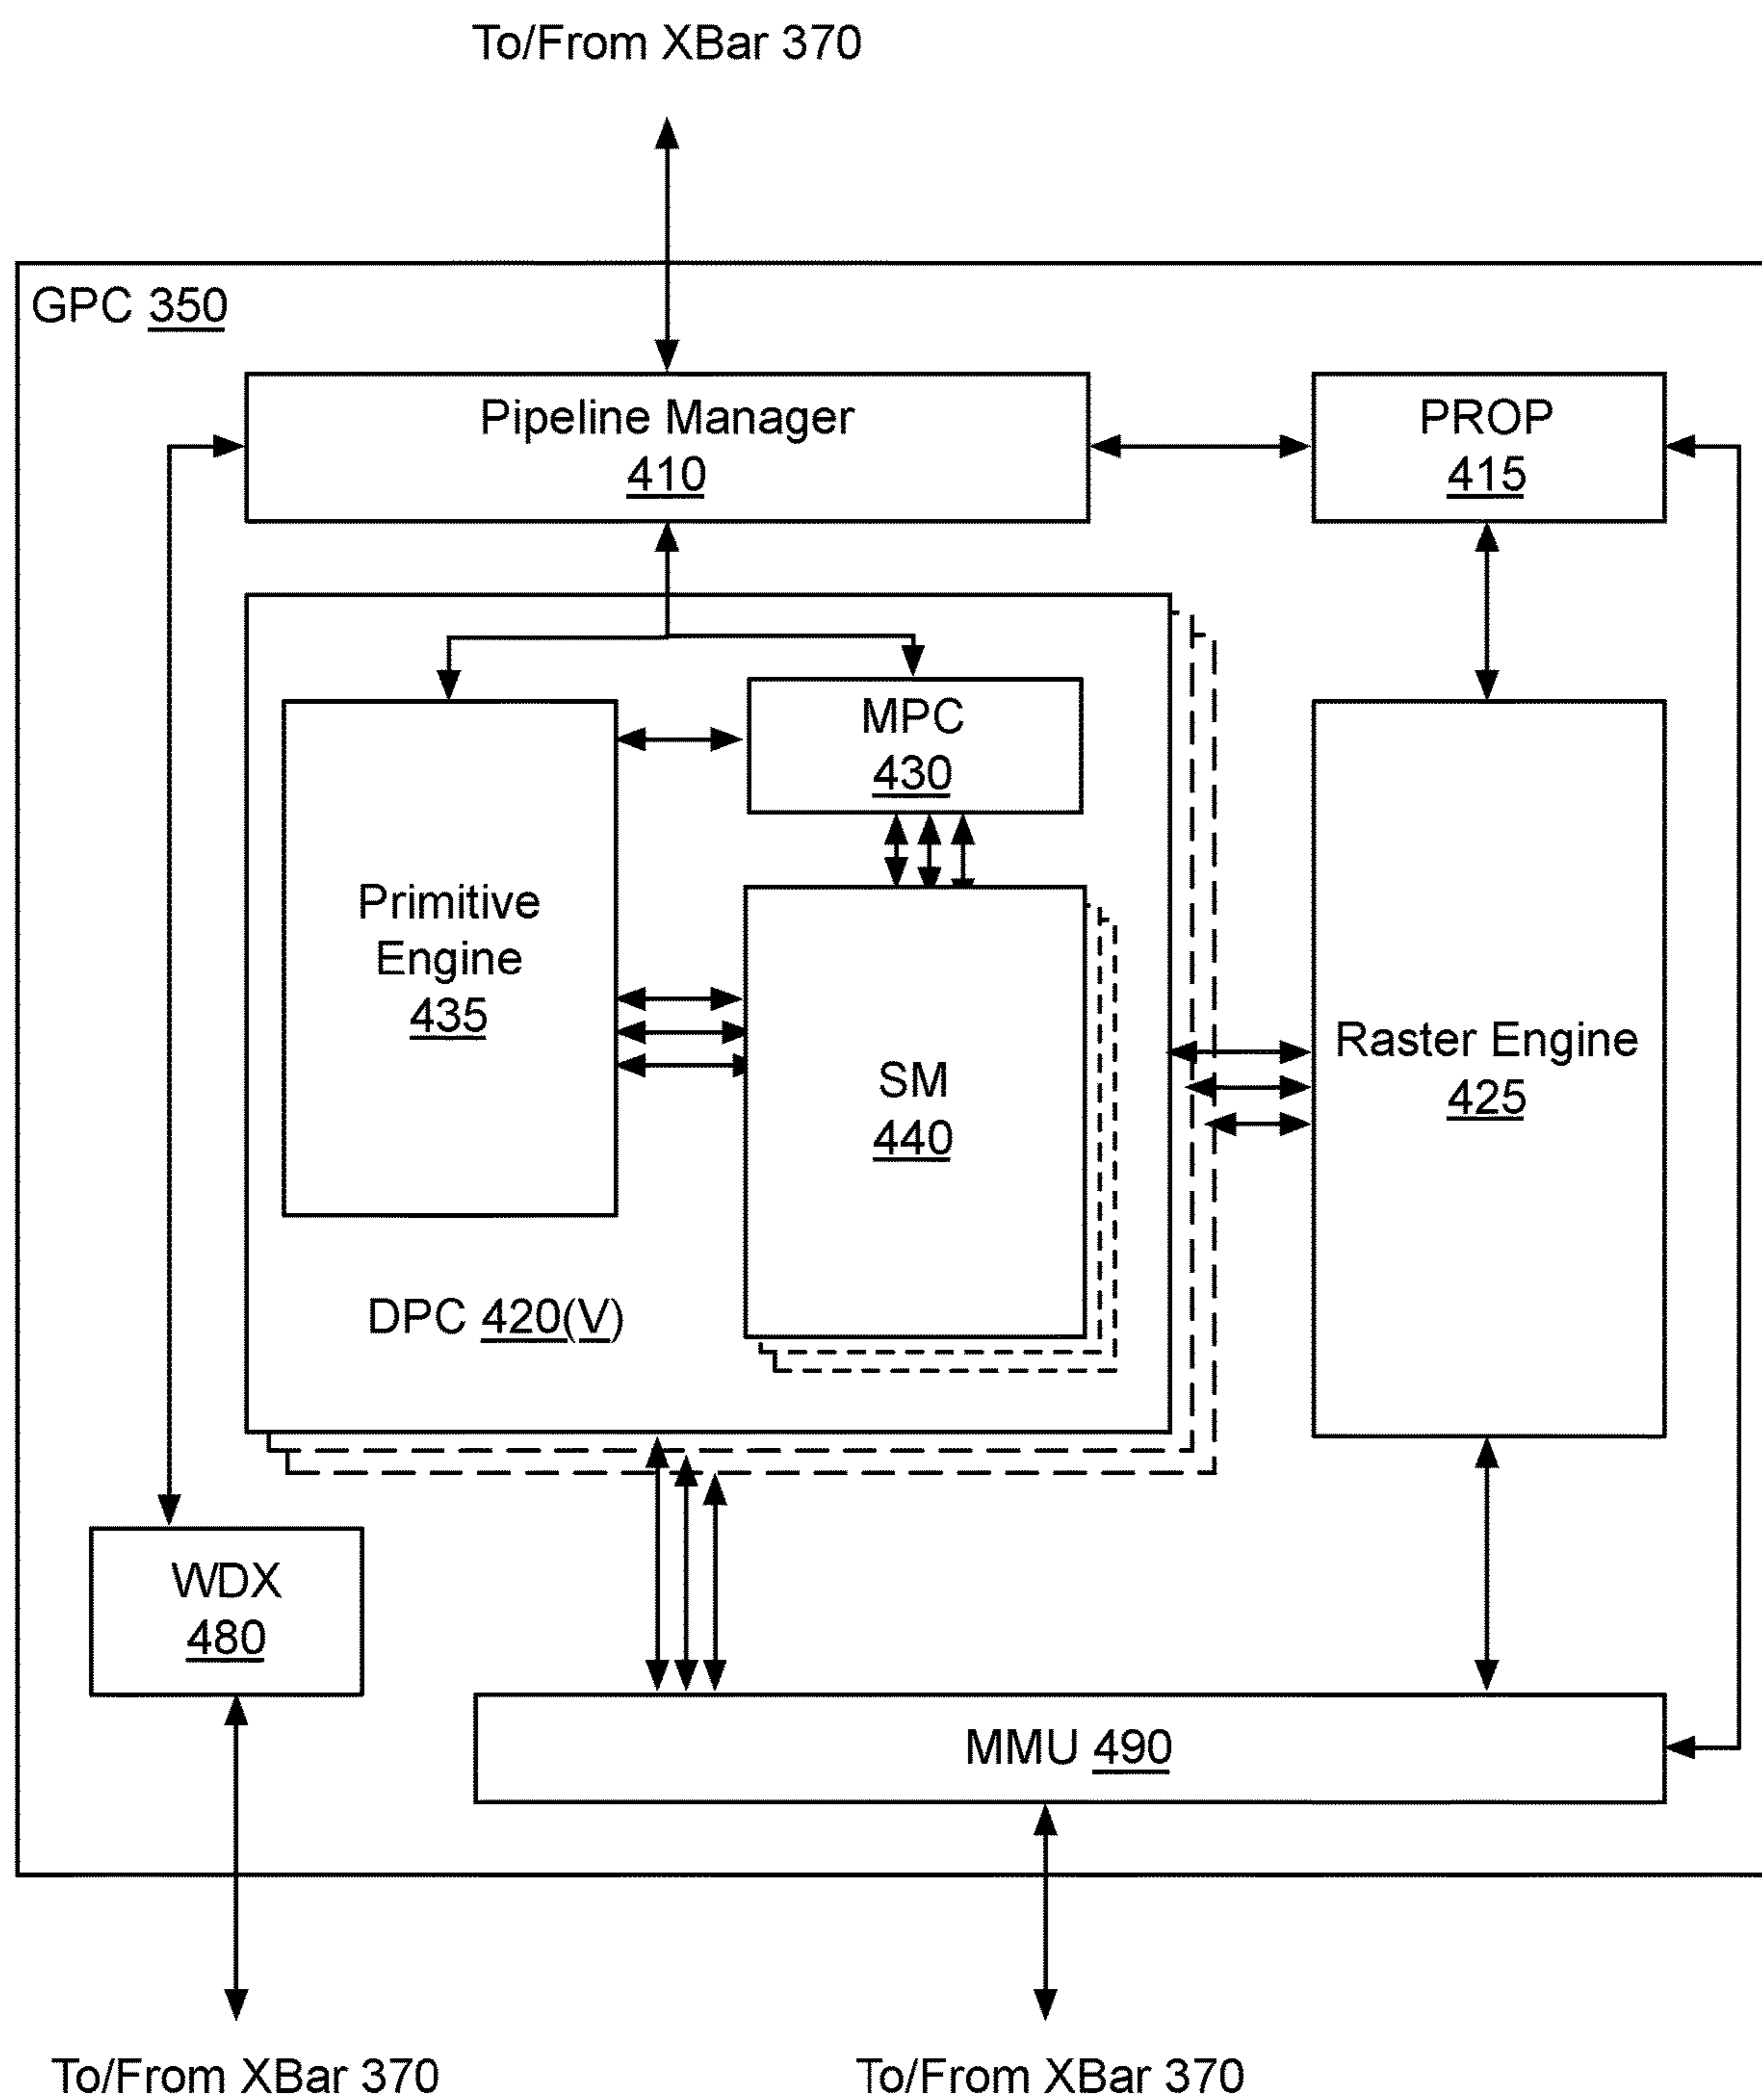 To/From XBar 370
GPC 350
Pipeline Manager
410
PROP
415
MPC
430
Primitive
Engine
435
SM
440
Raster Engine
425
DPC 420(V)
WDX
480
MMU 490
To/From XBar 370
To/From XBar 370